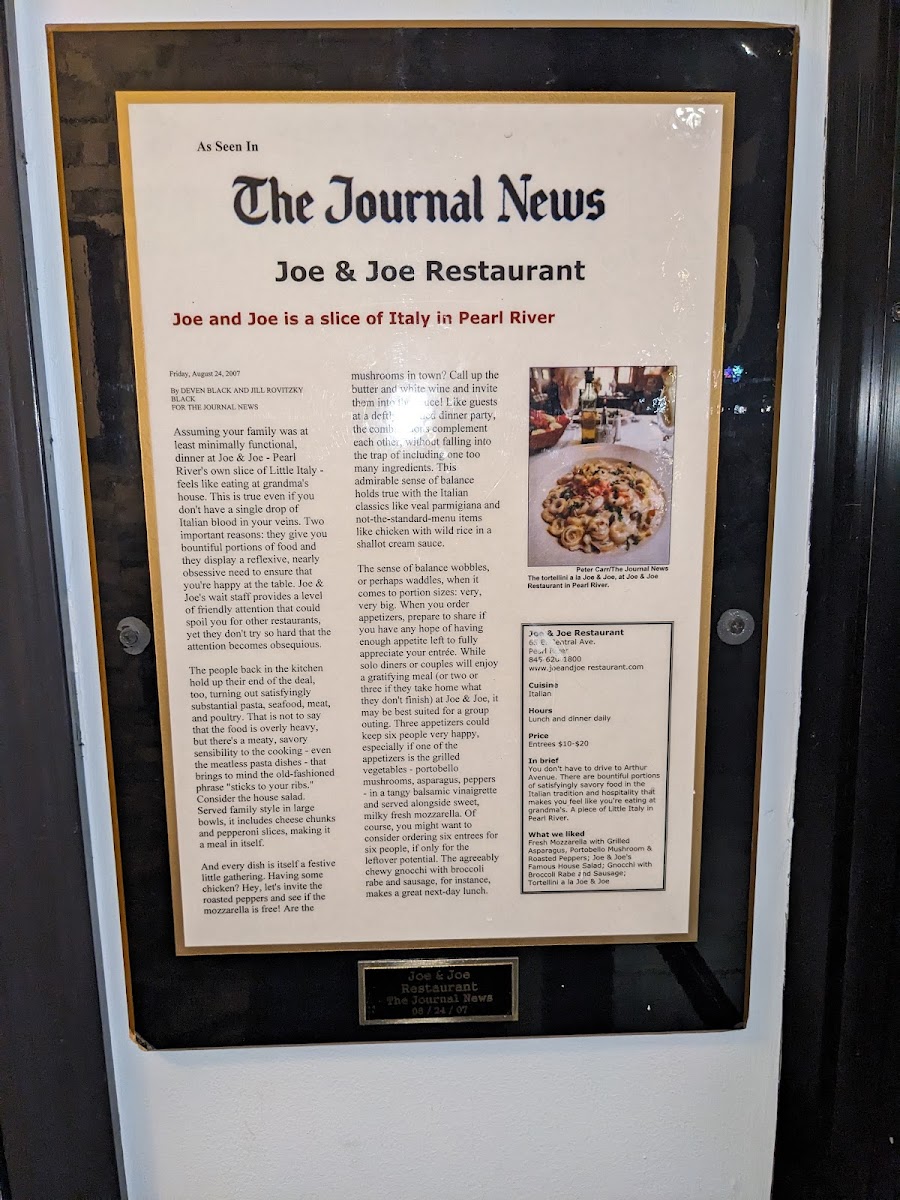 As Seen In
The Journal News
Joe & Joe Restaurant
Joe and Joe is a slice of Italy in Pearl River
Friday, August 24, 2007
By DEVEN BLACK AND JILL ROVITZKY
BLACK
FOR THE JOURNAL NEWS
Assuming your family was at
least minimally functional,
dinner at Joe & Joe - Pearl
River's own slice of Little Italy -
feels like eating at grandma's
house. This is true even if you
don't have a single drop of
Italian blood in your veins. Two
important reasons: they give you
bountiful portions of food and
they display a reflexive, nearly
obsessive need to ensure that
you're happy at the table. Joe &
Joe's wait staff provides a level
of friendly attention that could
spoil you for other restaurants,
yet they don't try so hard that the
attention becomes obsequious.
The people back in the kitchen
hold up their end of the deal,
too, turning out satisfyingly
substantial pasta, seafood, meat,
and poultry. That is not to say
that the food is overly heavy,
but there's a meaty, savory
sensibility to the cooking - even
the meatless pasta dishes - that
brings to mind the old-fashioned
phrase "sticks to your ribs."
Consider the house salad.
Served family style in large
bowls, it includes cheese chunks
and pepperoni slices, making it
a meal in itself.
And every dish is itself a festive
little gathering. Having some
chicken? Hey, let's invite the
roasted peppers and see if the
mozzarella is free! Are the
mushrooms in town? Call up the
butter and white wine and invite
them into the sauce! Like guests
at a dinner party,
the complement
each other, without falling into
the trap of including one too
many ingredients. This
admirable sense of balance
holds true with the Italian
classics like veal parmigiana and
not-the-standard-menu items
like chicken with wild rice in a
shallot cream sauce.
The sense of balance wobbles,
or perhaps waddles, when it
comes to portion sizes: very,
very big. When you order
appetizers, prepare to share if
you have any hope of having
enough appetite left to fully
appreciate your entrée. While
solo diners or couples will enjoy
a gratifying meal (or two or
three if they take home what
they don't finish) at Joe & Joe, it
may be best suited for a group
outing. Three appetizers could
keep six people very happy,
especially if one of the
appetizers is the grilled
vegetables - portobello
mushrooms, asparagus, peppers
- in a tangy balsamic vinaigrette
and served alongside sweet,
milky fresh mozzarella. Of
course, you might want to
consider ordering six entrees for
six people, if only for the
leftover potential. The agreeably
chewy gnocchi with broccoli
rabe and sausage, for instance,
makes a great next-day lunch.
Peter Carr/The Journal News
The tortellini a la Joe & Joe, at Joe & Joe
Restaurant in Pearl River.
Joe & Joe Restaurant
Central Ave.
Pearl River
1800
www.joeandjoe restaurant.com
Cuisine
Italian
Hours
Lunch and dinner daily
Price
Entrees $10-$20
In brief
You don't have to drive to Arthur
Avenue. There are bountiful portions
of satisfyingly savory food in the
Italian tradition and hospitality that
makes you feel like you're eating at
grandma's. A piece of Little Italy in
Pearl River.
What we liked
Fresh Mozzarella with Grilled
Asparagus, Portobello Mushroom &
Roasted Peppers; Joe & Joe's
Famous House Salad; Gnocchi with
Broccoli Rabe and Sausage;
Tortellini a la Joe & Joe
Joe & Joe
Restaurant
The Journal News
08 / 24 / 07